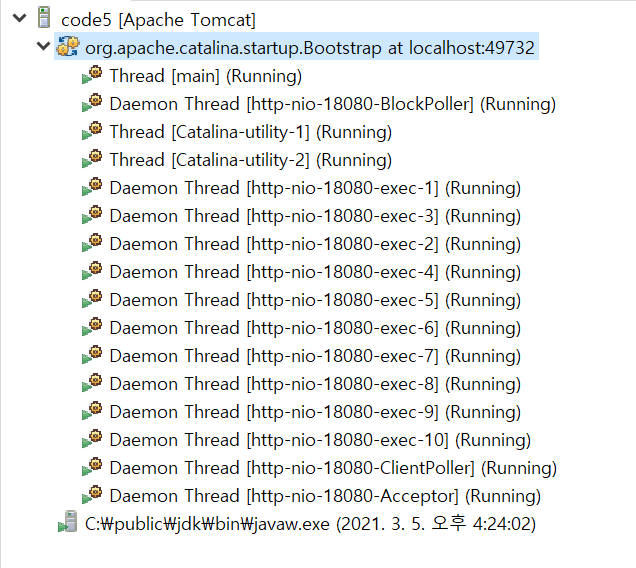 code5 [Apache Tomcat]
org.apache.catalina.startup.Bootstrap at localhost:49732
Thread [main] (Running)
Daemon Thread [http-nio-18080-BlockPoller] (Running)
Thread [Catalina-utility-1] (Running)
Thread [Catalina-utility-2] (Running)
Daemon Thread [http-nio-18080-exec-1] (Running)
Daemon Thread [http-nio-18080-exec-3] (Running)
Daemon Thread [http-nio-18080-exec-2] (Running)
Daemon Thread [http-nio-18080-exec-4] (Running)
Daemon Thread [http-nio-18080-exec-5] (Running)
Daemon Thread [http-nio-18080-exec-6] (Running)
Daemon Thread [http-nio-18080-exec-7] (Running)
Daemon Thread [http-nio-18080-exec-8] (Running)
Daemon Thread [http-nio-18080-exec-9] (Running)
Daemon Thread [http-nio-18080-exec-10] (Running)
Daemon Thread [http-nio-18080-ClientPoller] (Running)
Daemon Thread [http-nio-18080-Acceptor] (Running)
C:₩public₩jdk₩bin₩javaw.exe (2021. 3. 5. 오후 4:24:02)